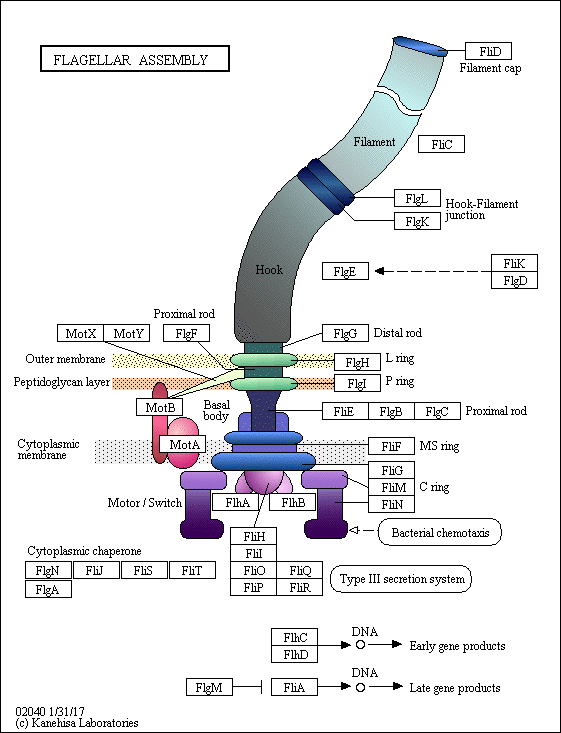 FLAGELLAR ASSEMBLY
FliD
Filament cap
Filament
FliC
FlgL
FlgK
Hook-Filament
junction
Hook
FlgE
FliK
FlgD
Proximal rod
MotX MotY FlgF
FlgG Distal rod
Outer membrane
FlgH L ring
Peptidoglycan layer
FlgI P ring
MotB
Basal
body
FliE FlgB FlgC Proximal rod
Cytoplasmic
membrane
MotA
FliF MS ring
FliG
FliM
FliN
C ring
Motor / Switch
FlhA FlhB
Bacterial chemotaxis
FliH
FliI
FliO FliQ
FliP FliR
Type III secretion system
Cytoplasmic chaperone
FlgN FliJ FliS FliT
FlgA
FlhC
FlhD
DNA
Early gene products
FlgM FliA
DNA
Late gene products
02040 1/31/17
(c) Kanehisa Laboratories